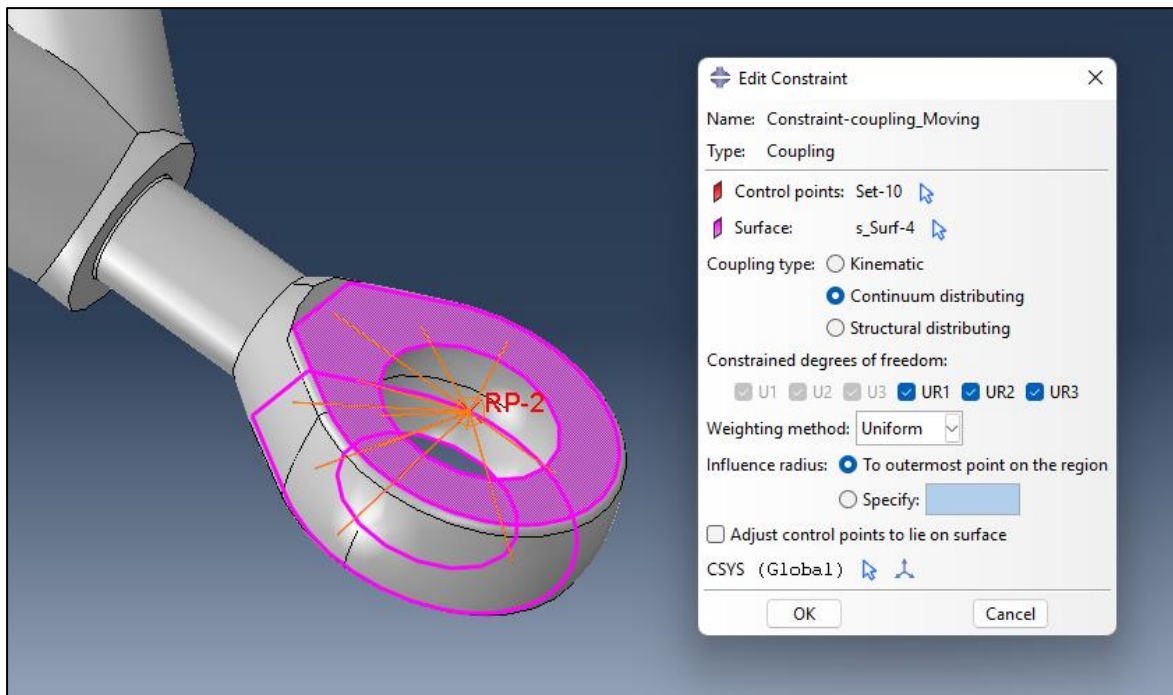 RP-2
Edit Constraint
Name: Constraint-coupling_Moving
Type: Coupling
Control points: Set-10
Surface: s_Surf-4
Coupling type: Kinematic
Continuum distributing
Structural distributing
Constrained degrees of freedom:
U1 U2 U3 UR1 UR2 UR3
Weighting method: Uniform
Influence radius: To outermost point on the region
Specify:
Adjust control points to lie on surface
CSYS (Global)
OK Cancel